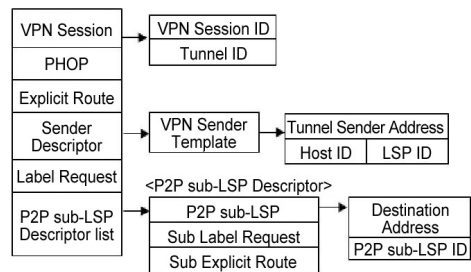 VPN Session
PHOP
Explicit Route
Sender
Descriptor
Label Request
P2P sub-LSP
Descriptor list
VPN Session ID
Tunnel ID
VPN Sender
Template
Tunnel Sender Address
Host ID
LSP ID
<P2P sub-LSP Descriptor>
P2P sub-LSP
Sub Label Request
Sub Explicit Route
Destination
Address
P2P sub-LSP ID